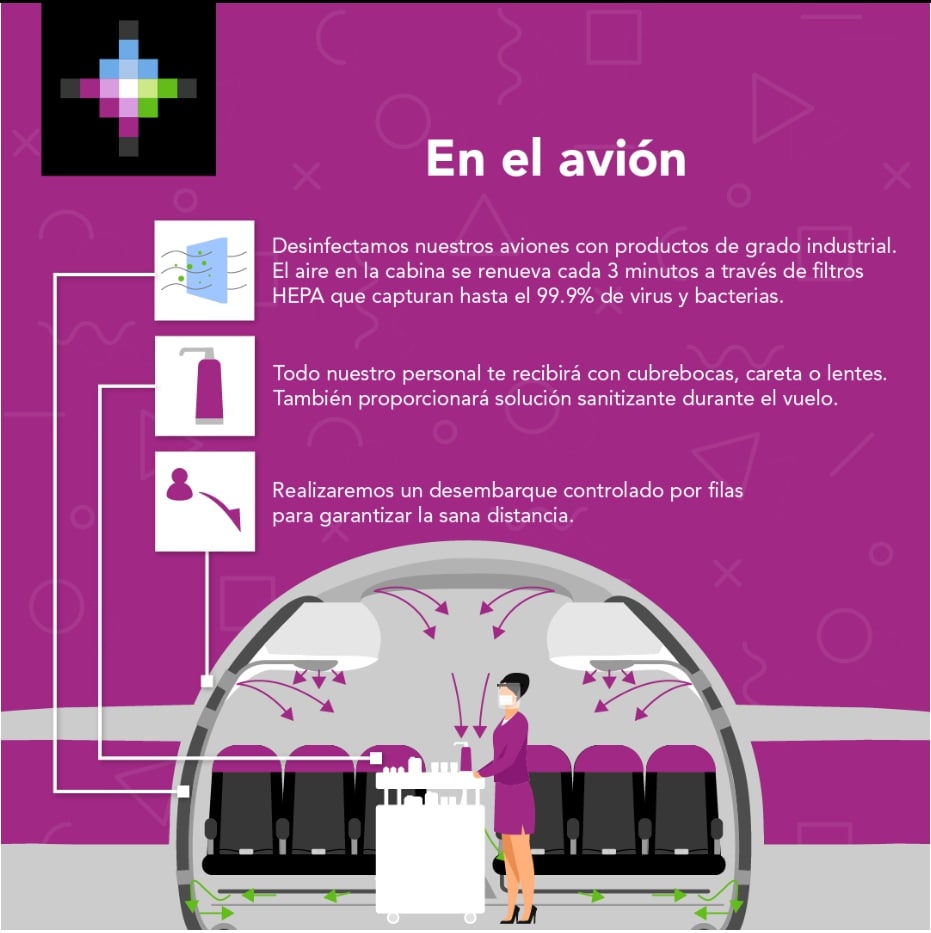 En el avión
Desinfectamos nuestros aviones con productos de grado industrial.
El aire en la cabina se renueva cada 3 minutos a través de filtros
HEPA que capturan hasta el 99.9% de virus y bacterias.
Todo nuestro personal te recibirá con cubrebocas, careta o lentes.
También proporcionará solución sanitizante durante el vuelo.
Realizaremos un desembarque controlado por filas
para garantizar la sana distancia.